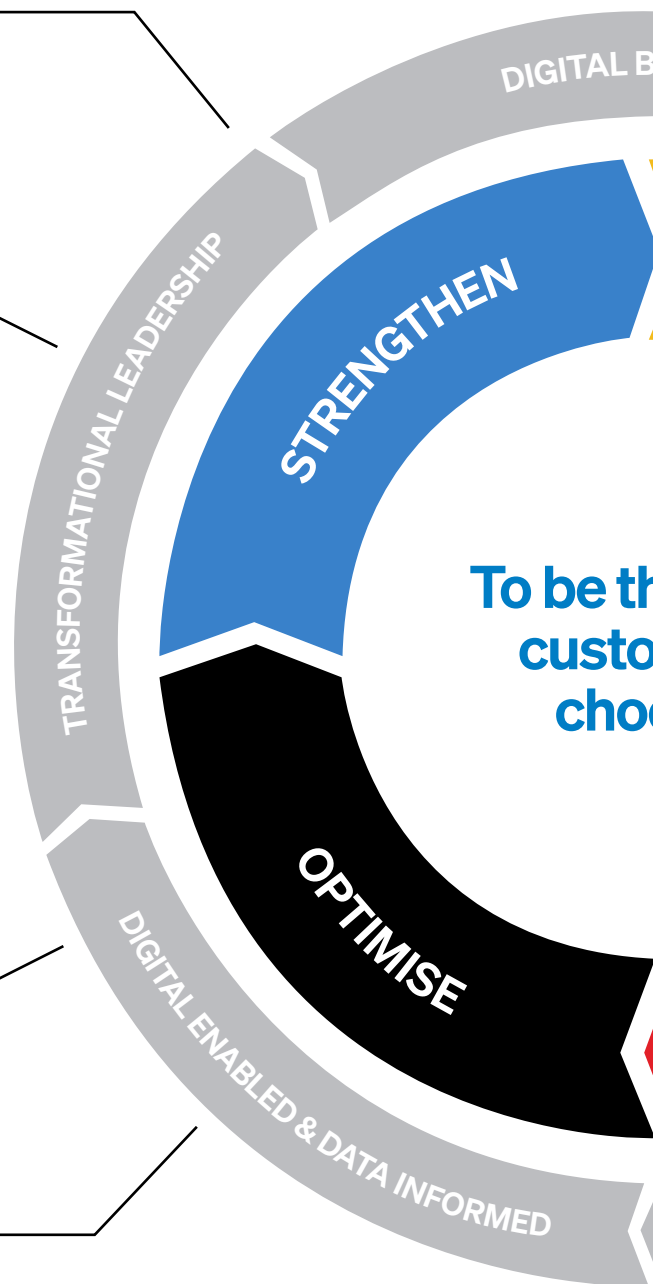 DIGITAL B
TRANSFORMATIONAL LEADERSHIP
STRENGTHEN
To be th
custo
choo
OPTIMISE
DIGITAL ENABLED & DATA INFORMED